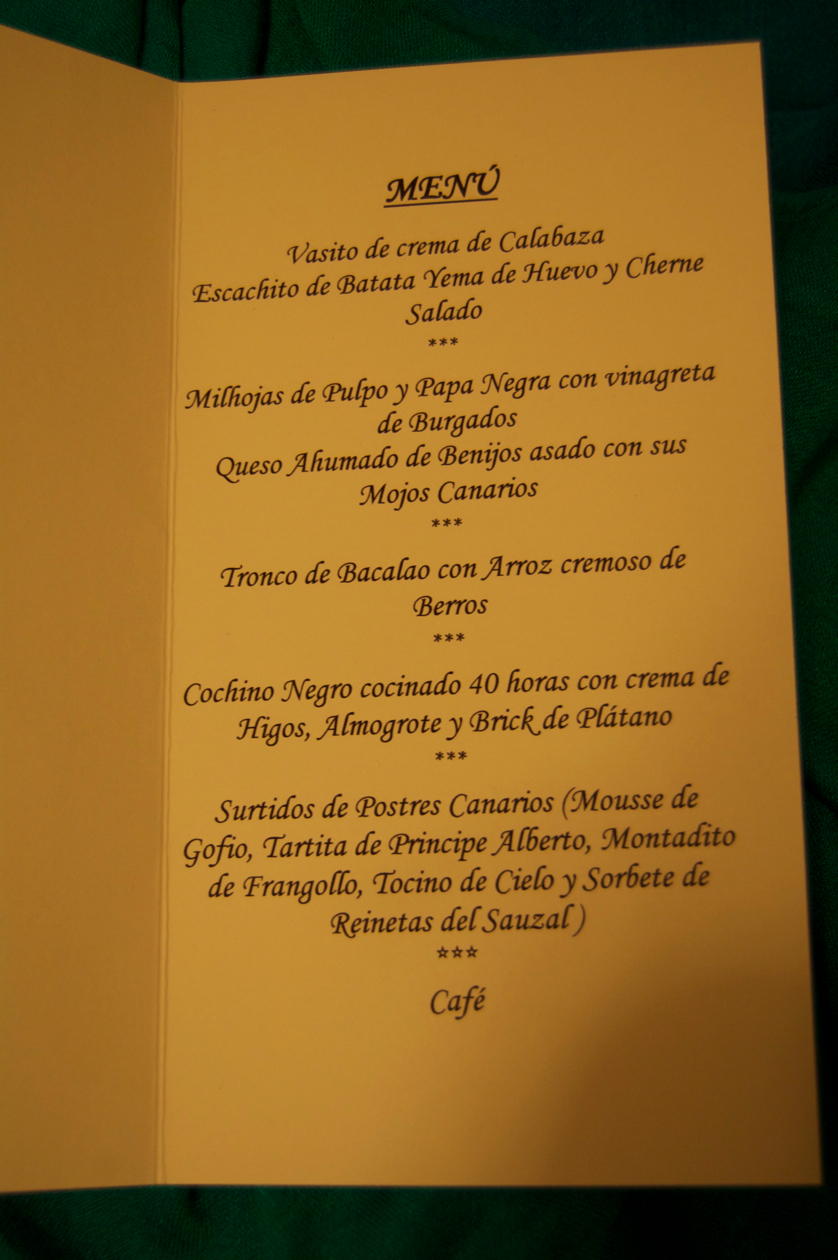 MENÚ
Vasito de crema de Calabaza
Escachito de Batata Yema de Huevo y Cherne
Salado
***
Milhojas de Pulpo y Papa Negra con vinagreta
de Burgados
Queso Ahumado de Benijos asado con sus
Mojos Canarios
***
Tronco de Bacalao con Arroz cremoso de
Berros
***
Cochino Negro cocinado 40 horas con crema de
Higos, Almogrote y Brick de Plátano
***
Surtidos de Postres Canarios (Mousse de
Gofio, Tartita de Principe Alberto, Montadito
de Frangollo, Tocino de Cielo y Sorbete de
Reinetas del Sauzal )
☆☆☆
Café